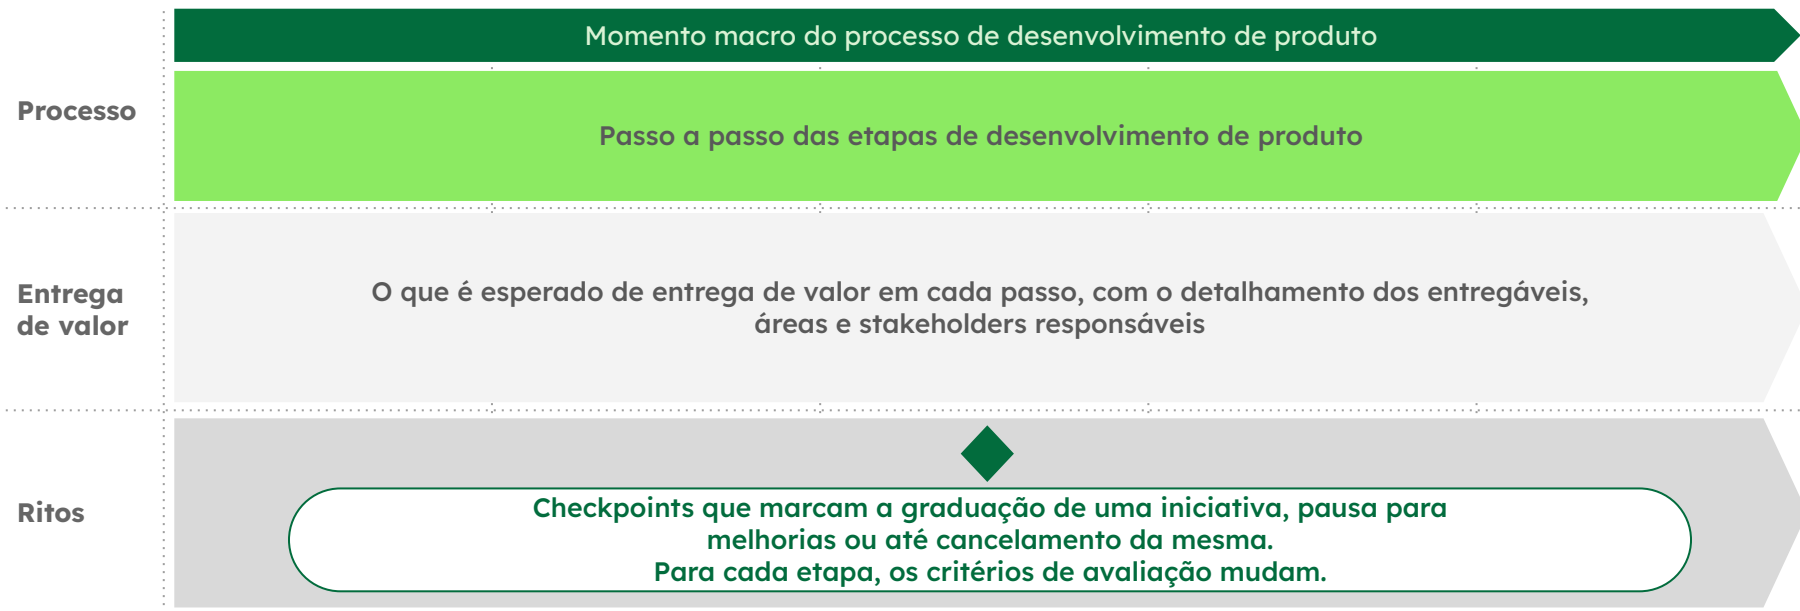 Momento macro do processo de desenvolvimento de produto
Processo
Passo a passo das etapas de desenvolvimento de produto
Entrega
de valor
O que é esperado de entrega de valor em cada passo, com o detalhamento dos entregáveis,
áreas e stakeholders responsáveis
Ritos
Checkpoints que marcam a graduação de uma iniciativa, pausa para
melhorias ou até cancelamento da mesma.
Para cada etapa, os critérios de avaliação mudam.